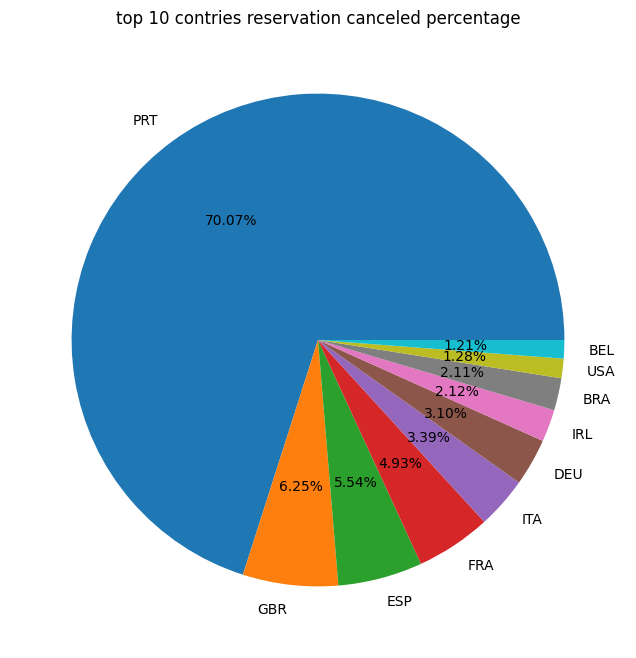 top 10 contries reservation canceled percentage
PRT
70.07%
1.21%
BEL
1.28%
USA
2.11%
BRA
2.12%
IRL
3.10%
DEU
3.39%
ITA
4.93%
FRA
5.54%
ESP
6.25%
GBR